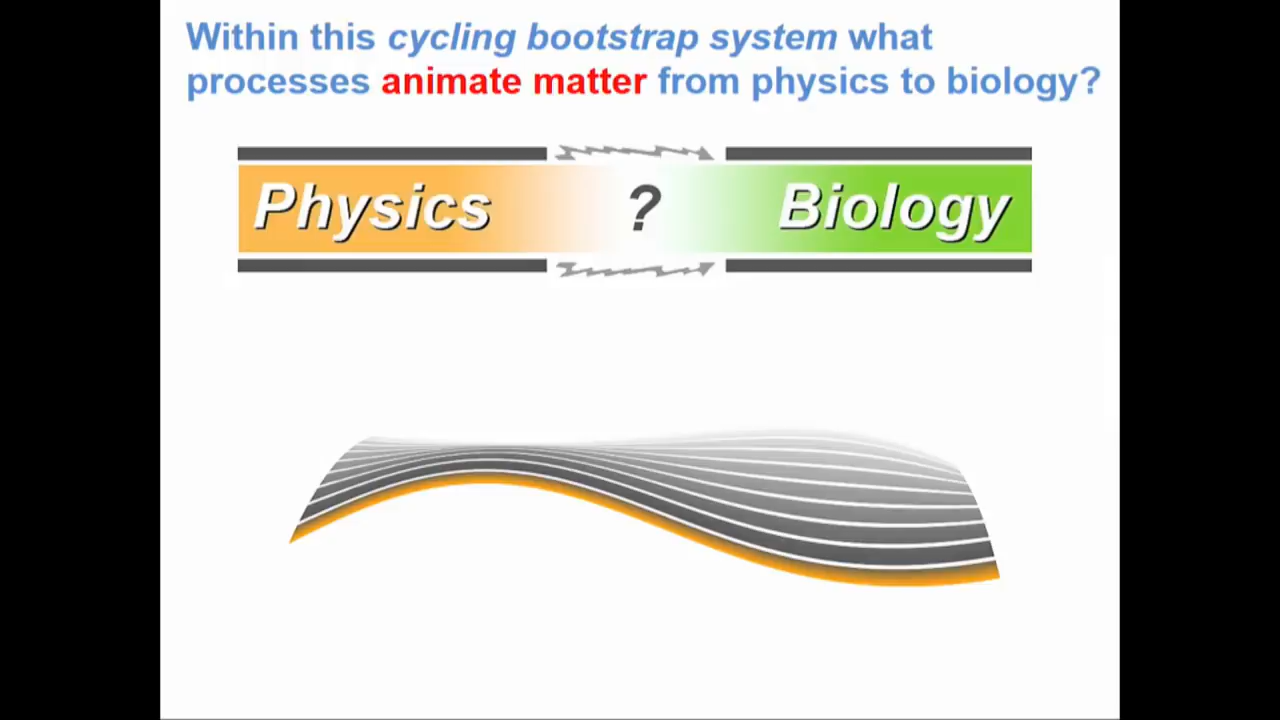 Within this cycling bootstrap system what
processes animate matter from physics to biology?
Physics ? Biology